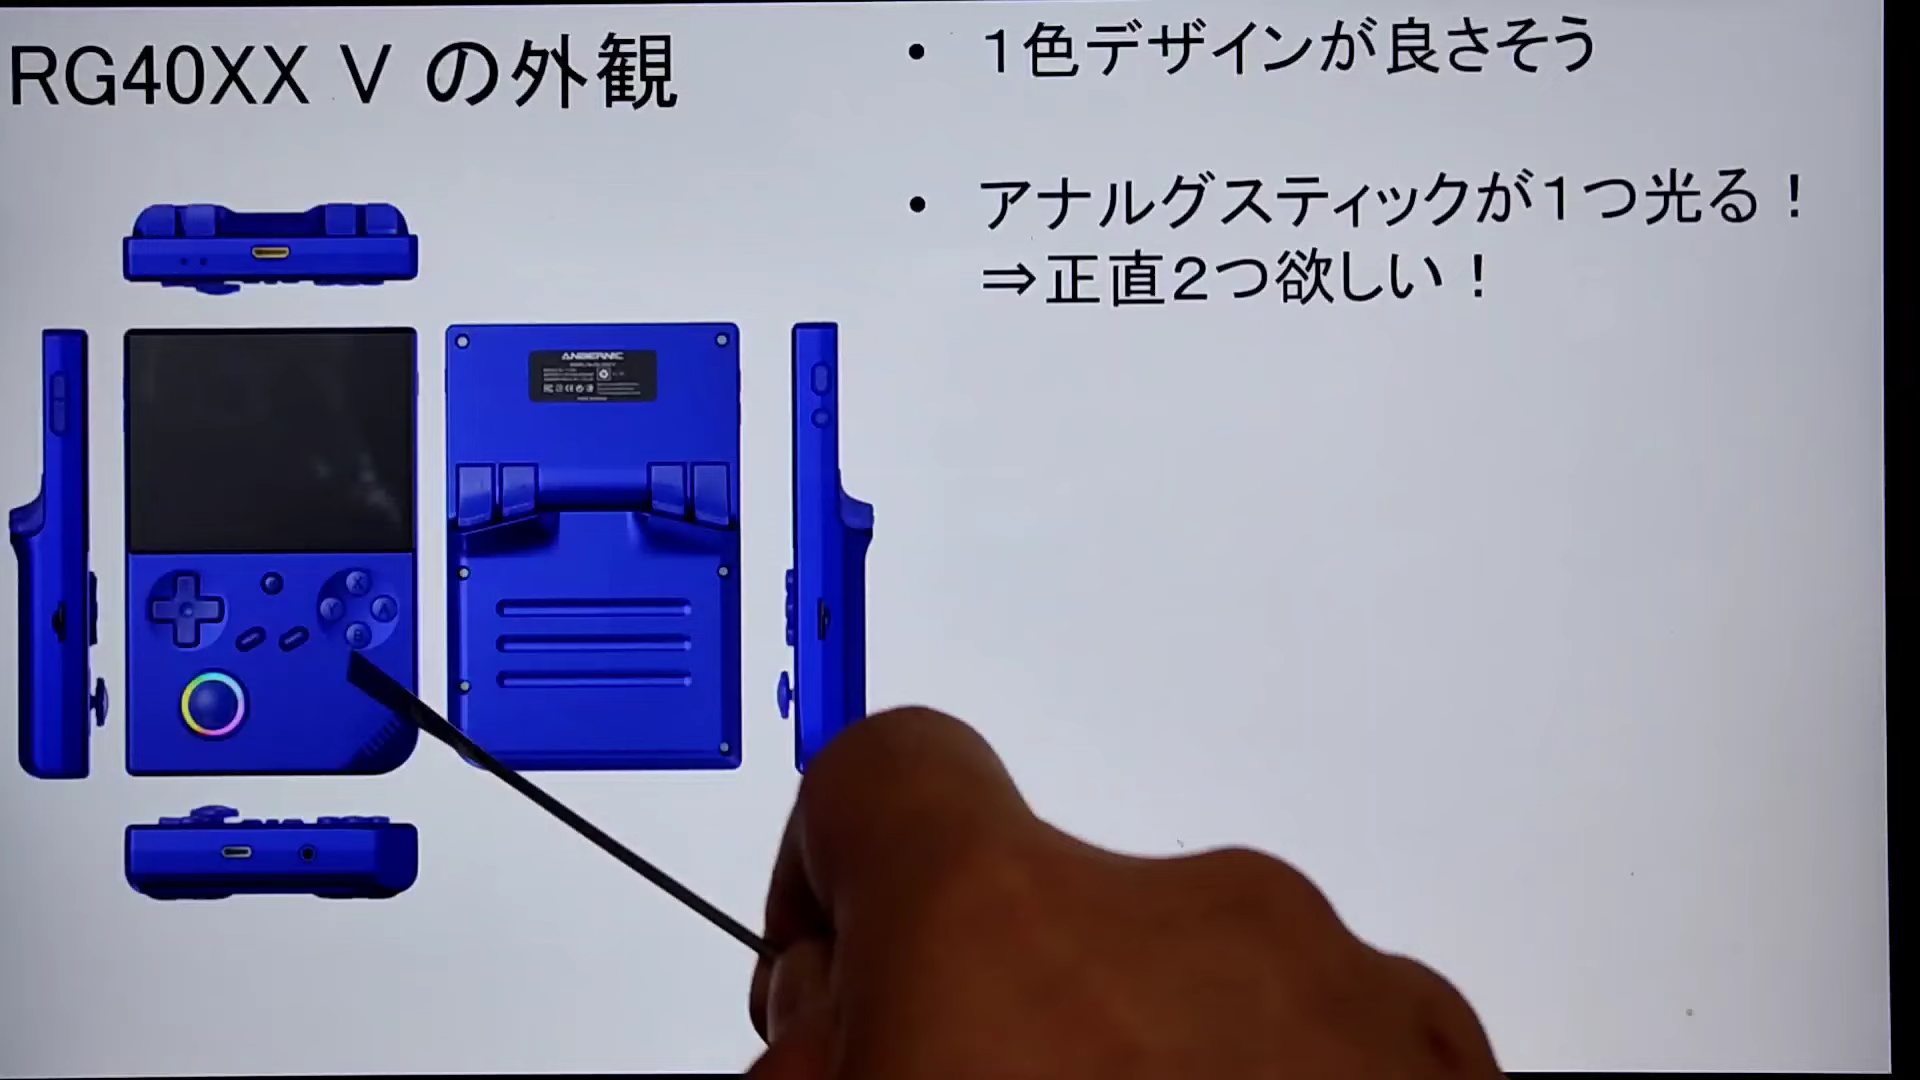 RG40XX V の外観
• １色デザインが良さそう
• アナルグスティックが１つ光る！
⇒正直２つ欲しい！
ANBERNIC
X
Y
A
B